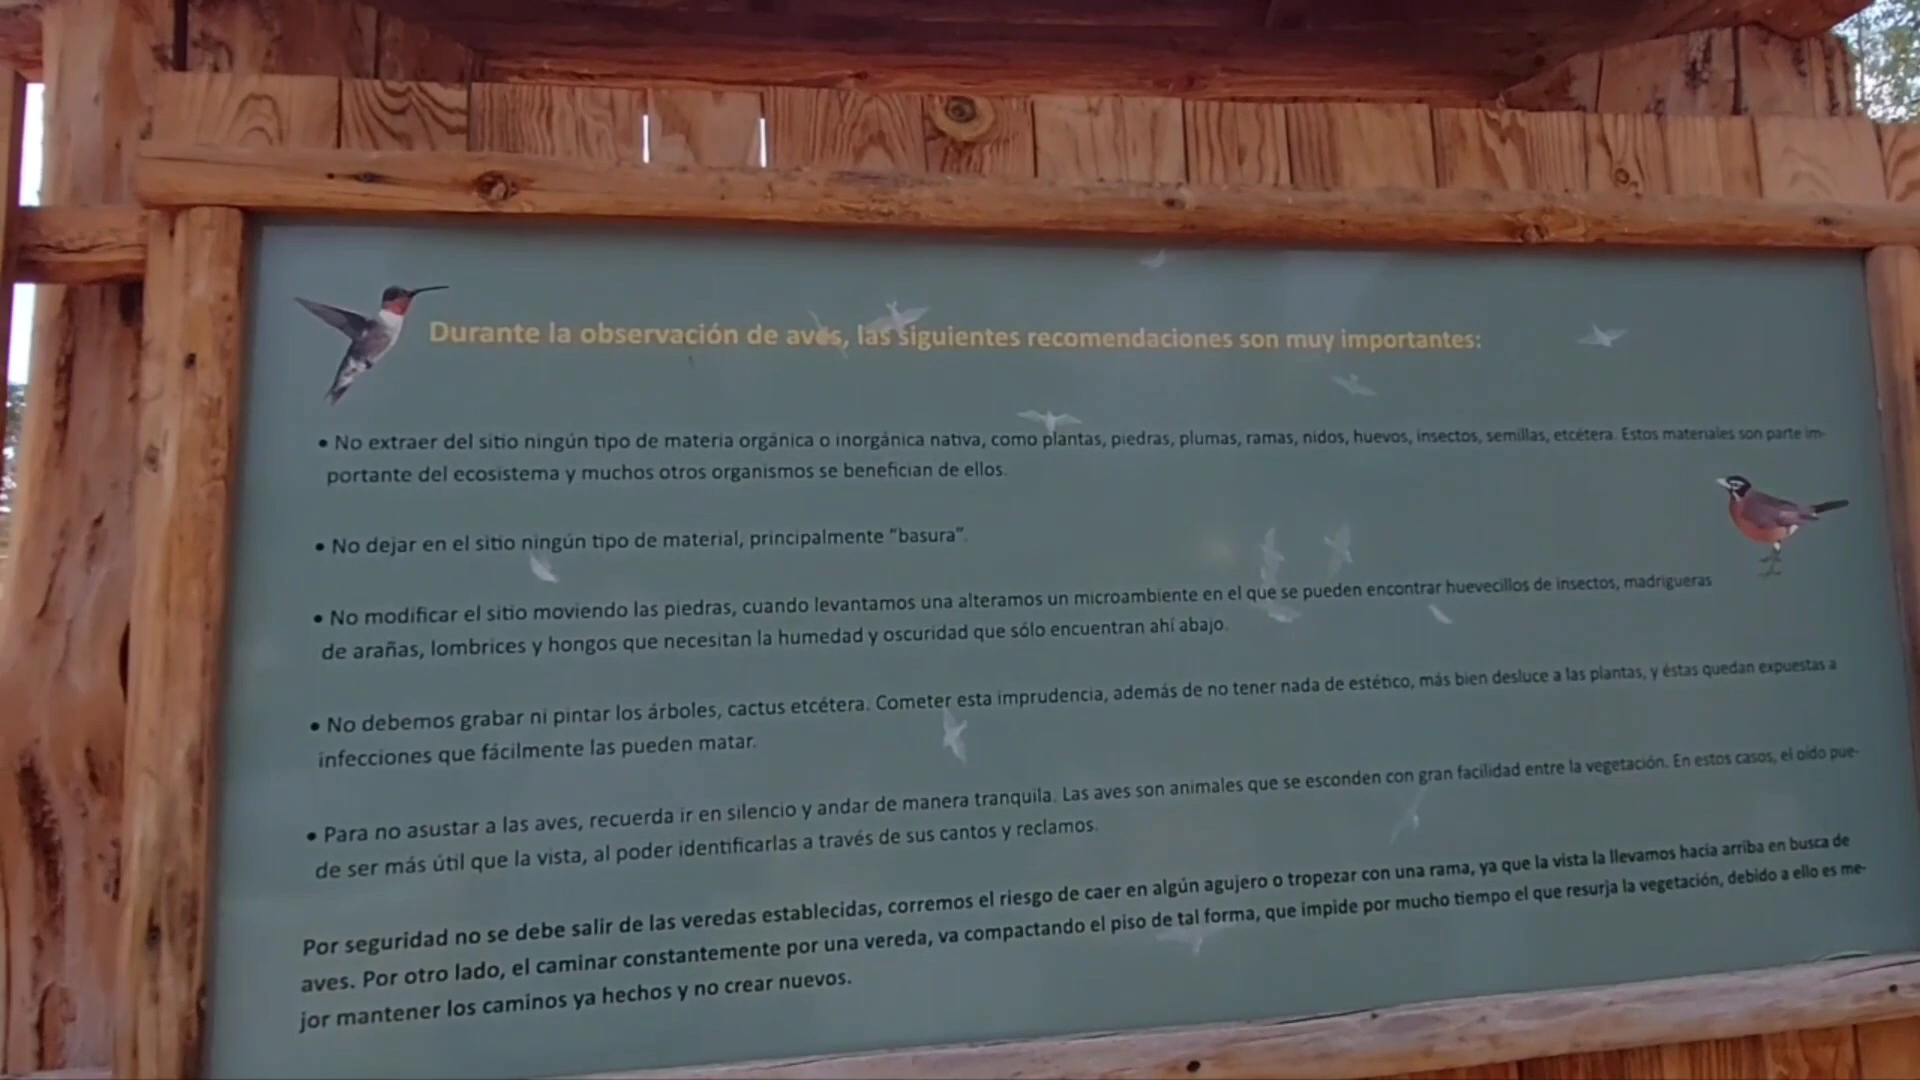 Durante la observación de aves, las siguientes recomendaciones son muy importantes:
• No extraer del sitio ningún tipo de materia orgánica o inorgánica nativa, como plantas, piedras, plumas, ramas, nidos, huevos, insectos, semillas, etcétera. Estos materiales son parte im-
portante del ecosistema y muchos otros organismos se benefician de ellos.
• No dejar en el sitio ningún tipo de material, principalmente “basura”.
• No modificar el sitio moviendo las piedras, cuando levantamos una alteramos un microambiente en el que se pueden encontrar huevecillos de insectos, madrigueras
de arañas, lombrices y hongos que necesitan la humedad y oscuridad que sólo encuentran ahí abajo.
• No debemos grabar ni pintar los árboles, cactus etcétera. Cometer esta imprudencia, además de no tener nada de estético, más bien desluce a las plantas, y éstas quedan expuestas a
infecciones que fácilmente las pueden matar.
• Para no asustar a las aves, recuerda ir en silencio y andar de manera tranquila. Las aves son animales que se esconden con gran facilidad entre la vegetación. En estos casos, el oído pue-
de ser más útil que la vista, al poder identificarlas a través de sus cantos y reclamos.
Por seguridad no se debe salir de las veredas establecidas, corremos el riesgo de caer en algún agujero o tropezar con una rama, ya que la vista la llevamos hacia arriba en busca de
aves. Por otro lado, el caminar constantemente por una vereda, va compactando el piso de tal forma, que impide por mucho tiempo el que resurja la vegetación, debido a ello es me-
jor mantener los caminos ya hechos y no crear nuevos.